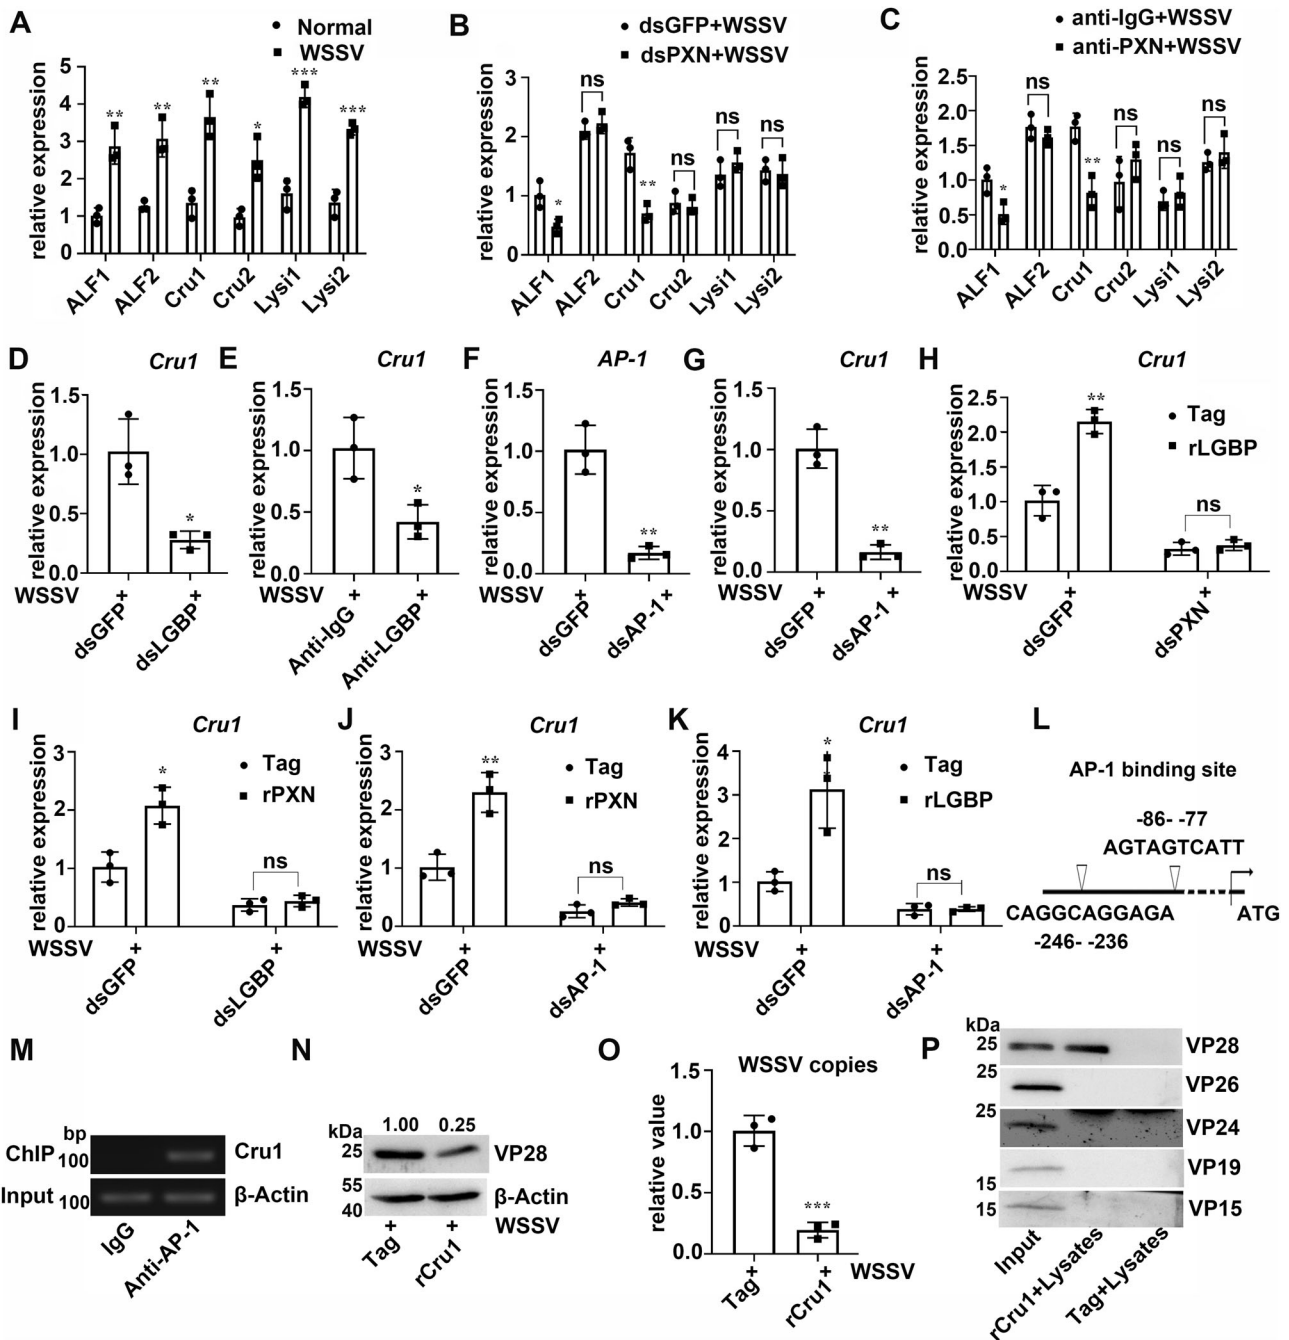 A
Normal
WSSV
relative expression
5
4
3
2
1
0
**
**
**
*
***
***
ALF1
ALF2
Cru1
Cru2
Lysi1
Lysi2
B
dsGFP+WSSV
dsPXN+WSSV
relative expression
3
2
1
0
*
ns
**
ns
ns
ns
ALF1
ALF2
Cru1
Cru2
Lysi1
Lysi2
C
anti-IgG+WSSV
anti-PXN+WSSV
relative expression
2.5
2.0
1.5
1.0
0.5
0.0
*
ns
**
ns
ns
ns
ALF1
ALF2
Cru1
Cru2
Lysi1
Lysi2
D
Cru1
relative expression
1.5
1.0
0.5
0.0
*
WSSV + +
dsGFP
dsLGBP
E
Cru1
relative expression
1.5
1.0
0.5
0.0
*
WSSV + +
Anti-IgG
Anti-LGBP
F
AP-1
relative expression
1.5
1.0
0.5
0.0
**
WSSV + +
dsGFP
dsAP-1
G
Cru1
relative expression
1.5
1.0
0.5
0.0
**
WSSV + +
dsGFP
dsAP-1
H
Cru1
relative expression
2.5
2.0
1.5
1.0
0.5
0.0
**
ns
Tag
rLGBP
WSSV + +
dsGFP
dsPXN
I
Cru1
relative expression
3
2
1
0
*
ns
Tag
rPXN
WSSV + +
dsGFP
dsLGBP
J
Cru1
relative expression
3
2
1
0
**
ns
Tag
rPXN
WSSV + +
dsGFP
dsAP-1
K
Cru1
relative expression
4
3
2
1
0
*
ns
Tag
rLGBP
WSSV + +
dsGFP
dsAP-1
L
AP-1 binding site
-86- -77
AGTAGTCATT
CAGGCAGGAGA
ATG
-246- -236
M
bp
ChIP 100 Cru1
Input 100 β-Actin
IgG
Anti-AP-1
N
1.00 0.25
kDa
25 VP28
55
40 β-Actin
+ + WSSV
Tag
rCru1
O
WSSV copies
relative value
1.5
1.0
0.5
0.0
***
+ + WSSV
Tag
rCru1
P
kDa
25 VP28
25 VP26
25 VP24
15 VP19
15 VP15
Input
rCru1+Lysates
Tag+Lysates